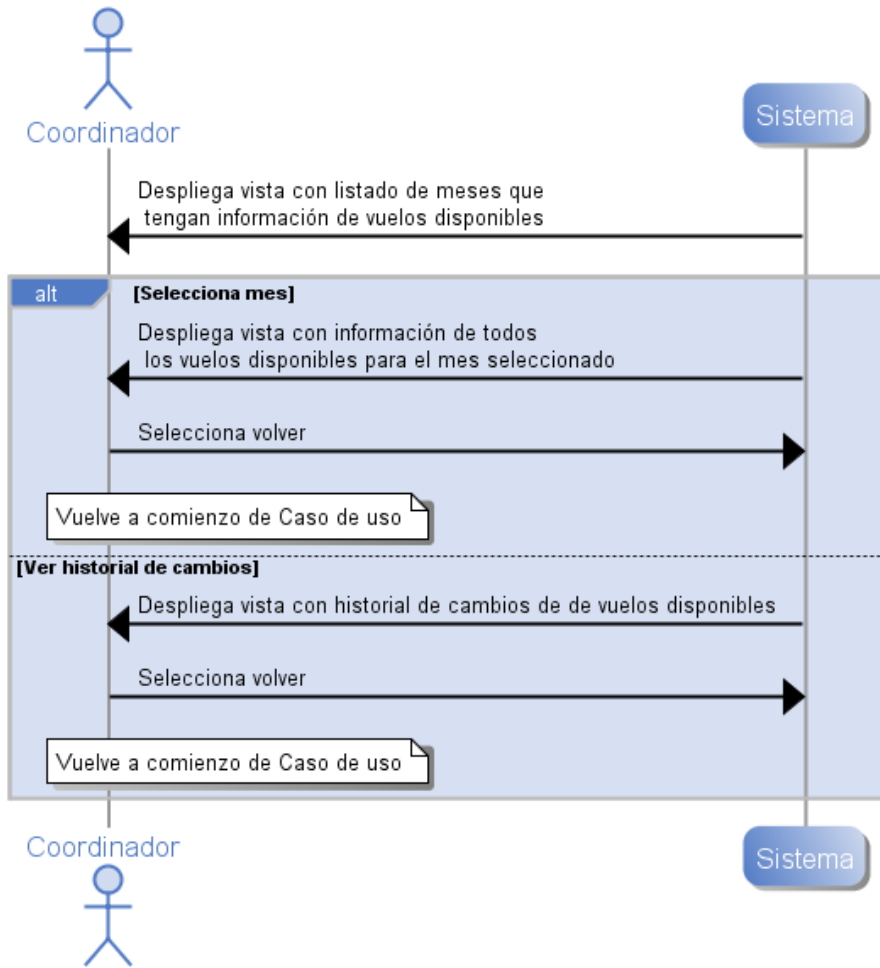 Coordinador
Sistema
Despliega vista con listado de meses que
tengan información de vuelos disponibles
alt
[Selecciona mes]
Despliega vista con información de todos
los vuelos disponibles para el mes seleccionado
Selecciona volver
Vuelve a comienzo de Caso de uso
[Ver historial de cambios]
Despliega vista con historial de cambios de de vuelos disponibles
Selecciona volver
Vuelve a comienzo de Caso de uso
Coordinador
Sistema